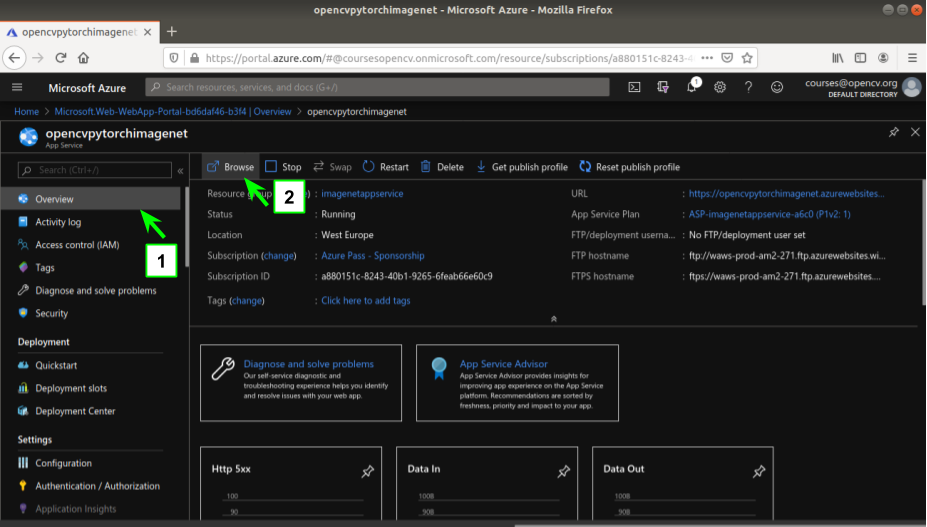 opencvpytorchimagenet - Microsoft Azure - Mozilla Firefox
opencvpytorchimagenet
https://portal.azure.com/#@coursesopencv.onmicrosoft.com/resource/subscriptions/a880151c-8243-4
Microsoft Azure
Search resources, services, and docs (G+/)
1
courses@opencv.org
DEFAULT DIRECTORY
Home > Microsoft.Web-WebApp-Portal-bd6daf46-b3f4 | Overview > opencvpytorchimagenet
opencvpytorchimagenet
App Service
Search (Ctrl+/)
Browse Stop Swap Restart Delete Get publish profile Reset publish profile
Overview
Activity log
Access control (IAM)
Tags
Diagnose and solve problems
Security
Deployment
Quickstart
Deployment slots
Deployment Center
Settings
Configuration
Authentication / Authorization
Application Insights
1
2
Resource : imagenetappservice
Status : Running
Location : West Europe
Subscription (change) : Azure Pass - Sponsorship
Subscription ID : a880151c-8243-40b1-9265-6feab66e60c9
Tags (change) : Click here to add tags
URL : https://opencvpytorchimagenet.azurewebsites...
App Service Plan : ASP-imagenetappservice-a6c0 (P1v2: 1)
FTP/deployment userna... : No FTP/deployment user set
FTP hostname : ftp://waws-prod-am2-271.ftp.azurewebsites.wi...
FTPS hostname : ftps://waws-prod-am2-271.ftp.azurewebsites....
Diagnose and solve problems
Our self-service diagnostic and
troubleshooting experience helps you identify
and resolve issues with your web app.
App Service Advisor
App Service Advisor provides insights for
improving app experience on the App Service
platform. Recommendations are sorted by
freshness, priority and impact to your app.
Http 5xx
100
90
Data In
100B
90B
Data Out
100B
90B